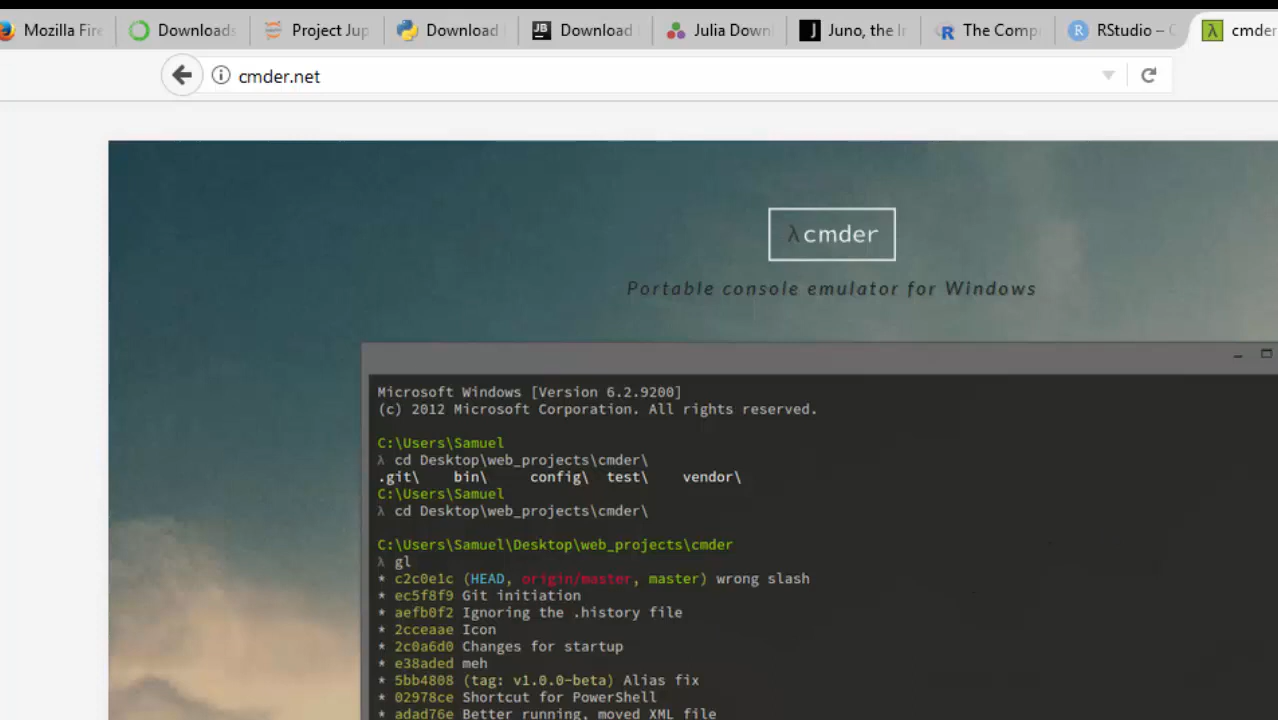 Mozilla Fire
Downloads
Project Jup
Download
JB
Download
Julia Down
J
Juno, the In
R
The Comp
R
RStudio –
λ
cmder
cmder.net
λcmder
Portable console emulator for Windows
Microsoft Windows [Version 6.2.9200]
(c) 2012 Microsoft Corporation. All rights reserved.
C:\Users\Samuel
λ cd Desktop\web_projects\cmder\
.git\ bin\ config\ test\ vendor\
C:\Users\Samuel
λ cd Desktop\web_projects\cmder\
C:\Users\Samuel\Desktop\web_projects\cmder
λ gl
* c2c0e1c (HEAD, origin/master, master) wrong slash
* ec5f8f9 Git initiation
* aefb0f2 Ignoring the .history file
* 2cceaae Icon
* 2c0a6d0 Changes for startup
* e38aded meh
* 5bb4808 (tag: v1.0.0-beta) Alias fix
* 02978ce Shortcut for PowerShell
* adad76e Better running, moved XML file